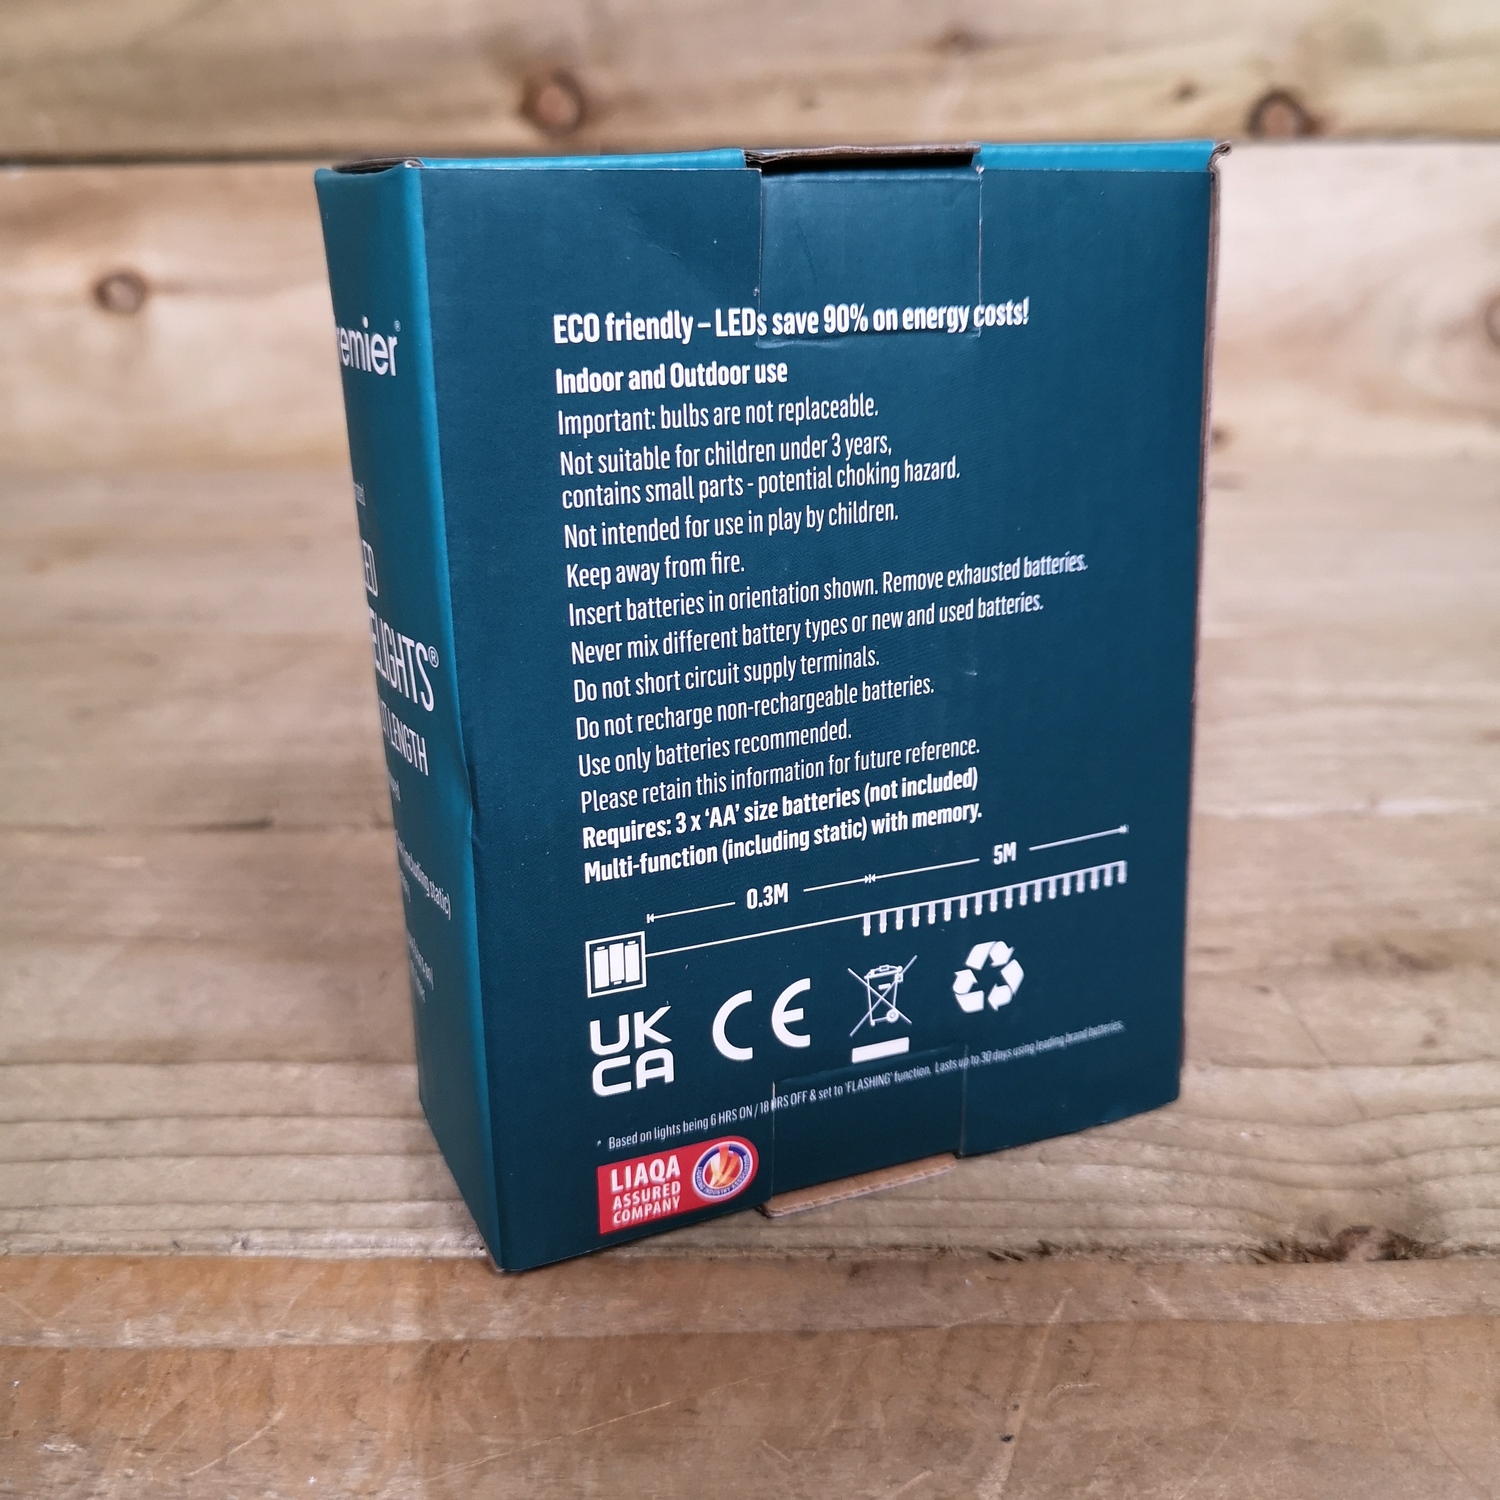 emier®
ED
ELIGHTS®
LENGTH
(including static)
ECO friendly – LEDs save 90% on energy costs!
Indoor and Outdoor use
Important: bulbs are not replaceable.
Not suitable for children under 3 years,
contains small parts - potential choking hazard.
Not intended for use in play by children.
Keep away from fire.
Insert batteries in orientation shown. Remove exhausted batteries.
Never mix different battery types or new and used batteries.
Do not short circuit supply terminals.
Do not recharge non-rechargeable batteries.
Use only batteries recommended.
Please retain this information for future reference.
Requires: 3 x ‘AA’ size batteries (not included)
Multi-function (including static) with memory.
0.3M
5M
UK
CA
CE
* Based on lights being 6 HRS ON / 18 HRS OFF & set to 'FLASHING' function. Lasts up to 30 days using leading brand batteries.
LIAQA
ASSURED
COMPANY